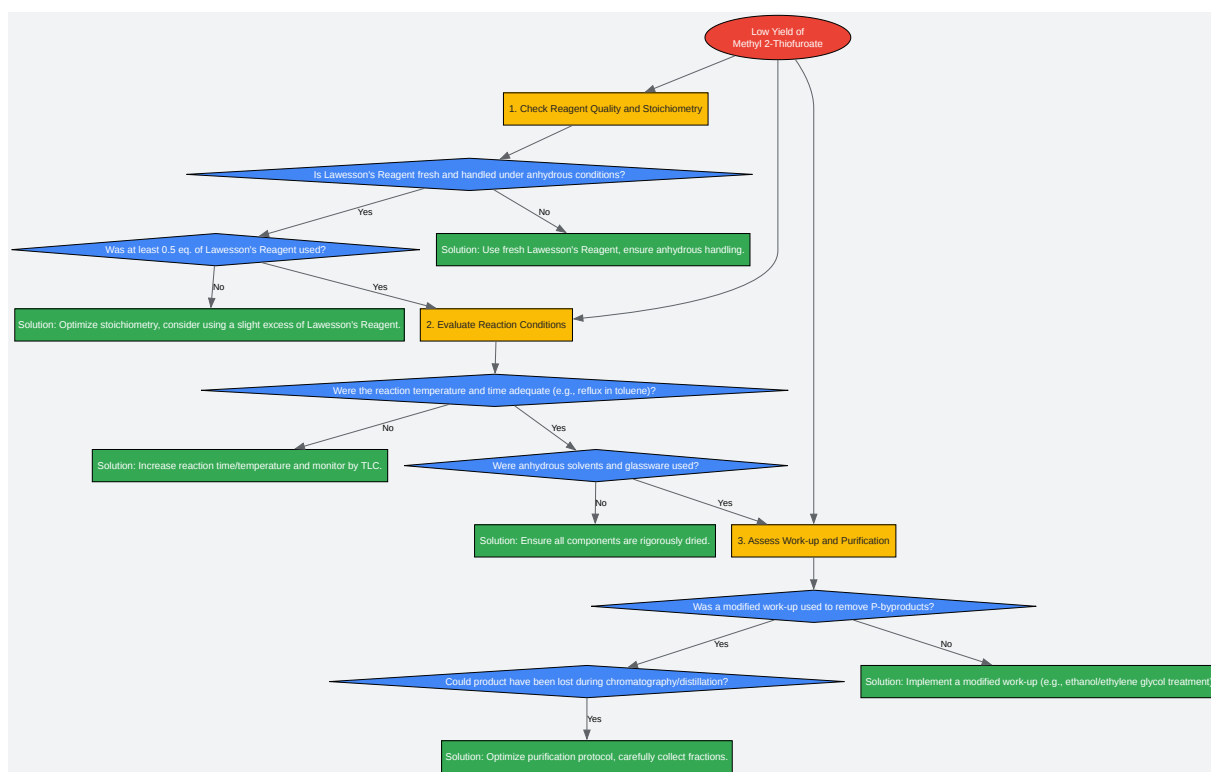 Low Yield of
Methyl 2-Thiofuroate
1. Check Reagent Quality and Stoichiometry
Is Lawesson's Reagent fresh and handled under anhydrous conditions?
Yes
No
Was at least 0.5 eq. of Lawesson's Reagent used?
Solution: Use fresh Lawesson's Reagent, ensure anhydrous handling.
No
Yes
Solution: Optimize stoichiometry, consider using a slight excess of Lawesson's Reagent.
2. Evaluate Reaction Conditions
Were the reaction temperature and time adequate (e.g., reflux in toluene)?
No
Yes
Solution: Increase reaction time/temperature and monitor by TLC.
Were anhydrous solvents and glassware used?
No
Yes
Solution: Ensure all components are rigorously dried.
3. Assess Work-up and Purification
Was a modified work-up used to remove P-byproducts?
Yes
No
Could product have been lost during chromatography/distillation?
Solution: Implement a modified work-up (e.g., ethanol/ethylene glycol treatment)
Yes
Solution: Optimize purification protocol, carefully collect fractions.